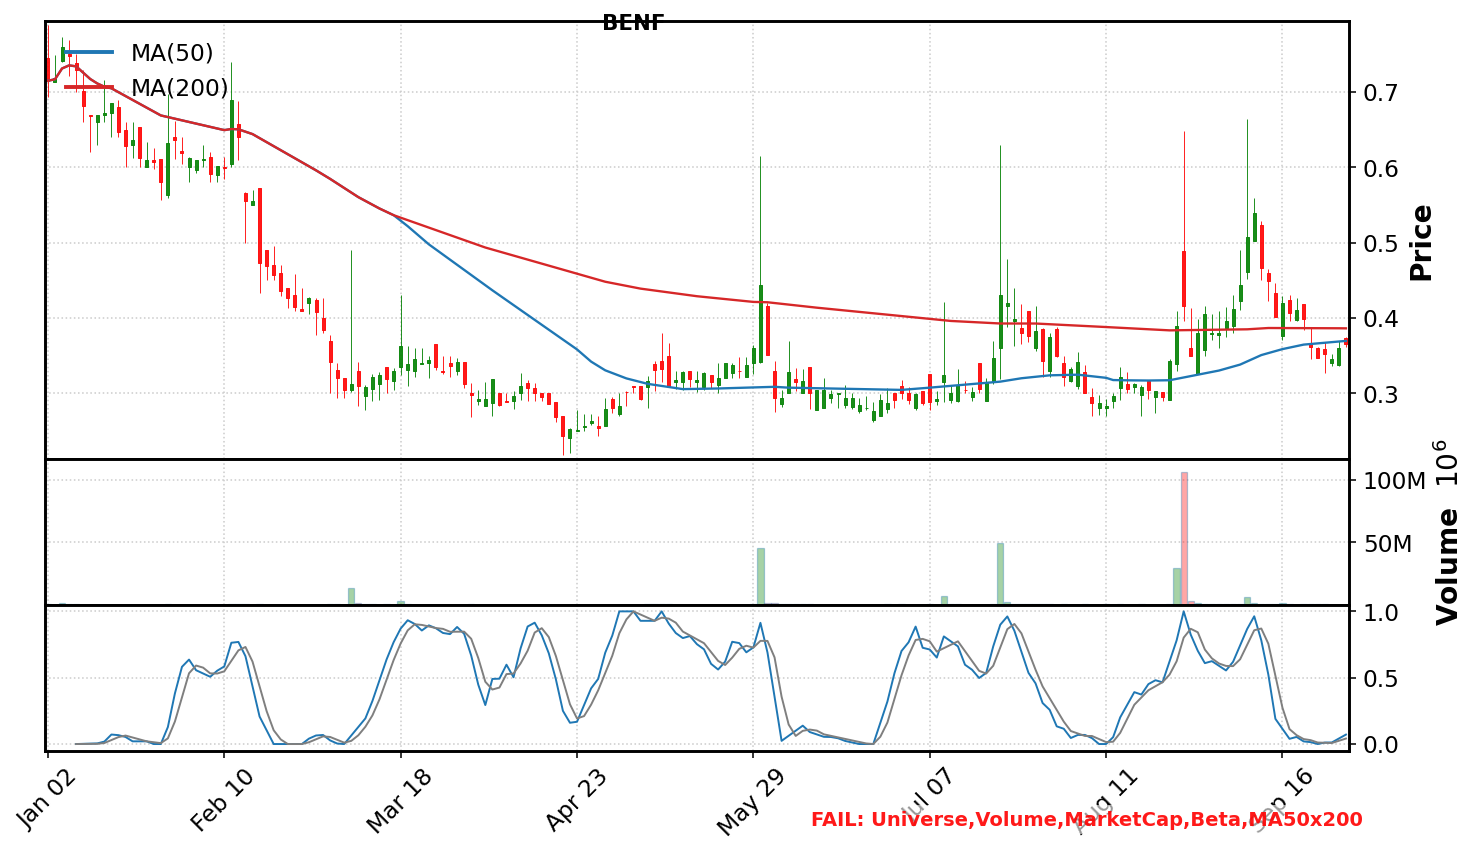 BENF
MA(50)
MA(200)
0.7
0.6
0.5
0.4
0.3
Price
100M
50M
Volume 10^6
1.0
0.5
0.0
Jan 02
Feb 10
Mar 18
Apr 23
May 29
Jul 07
Aug 11
Sep 16
FAIL: Universe,Volume,MarketCap,Beta,MA50x200